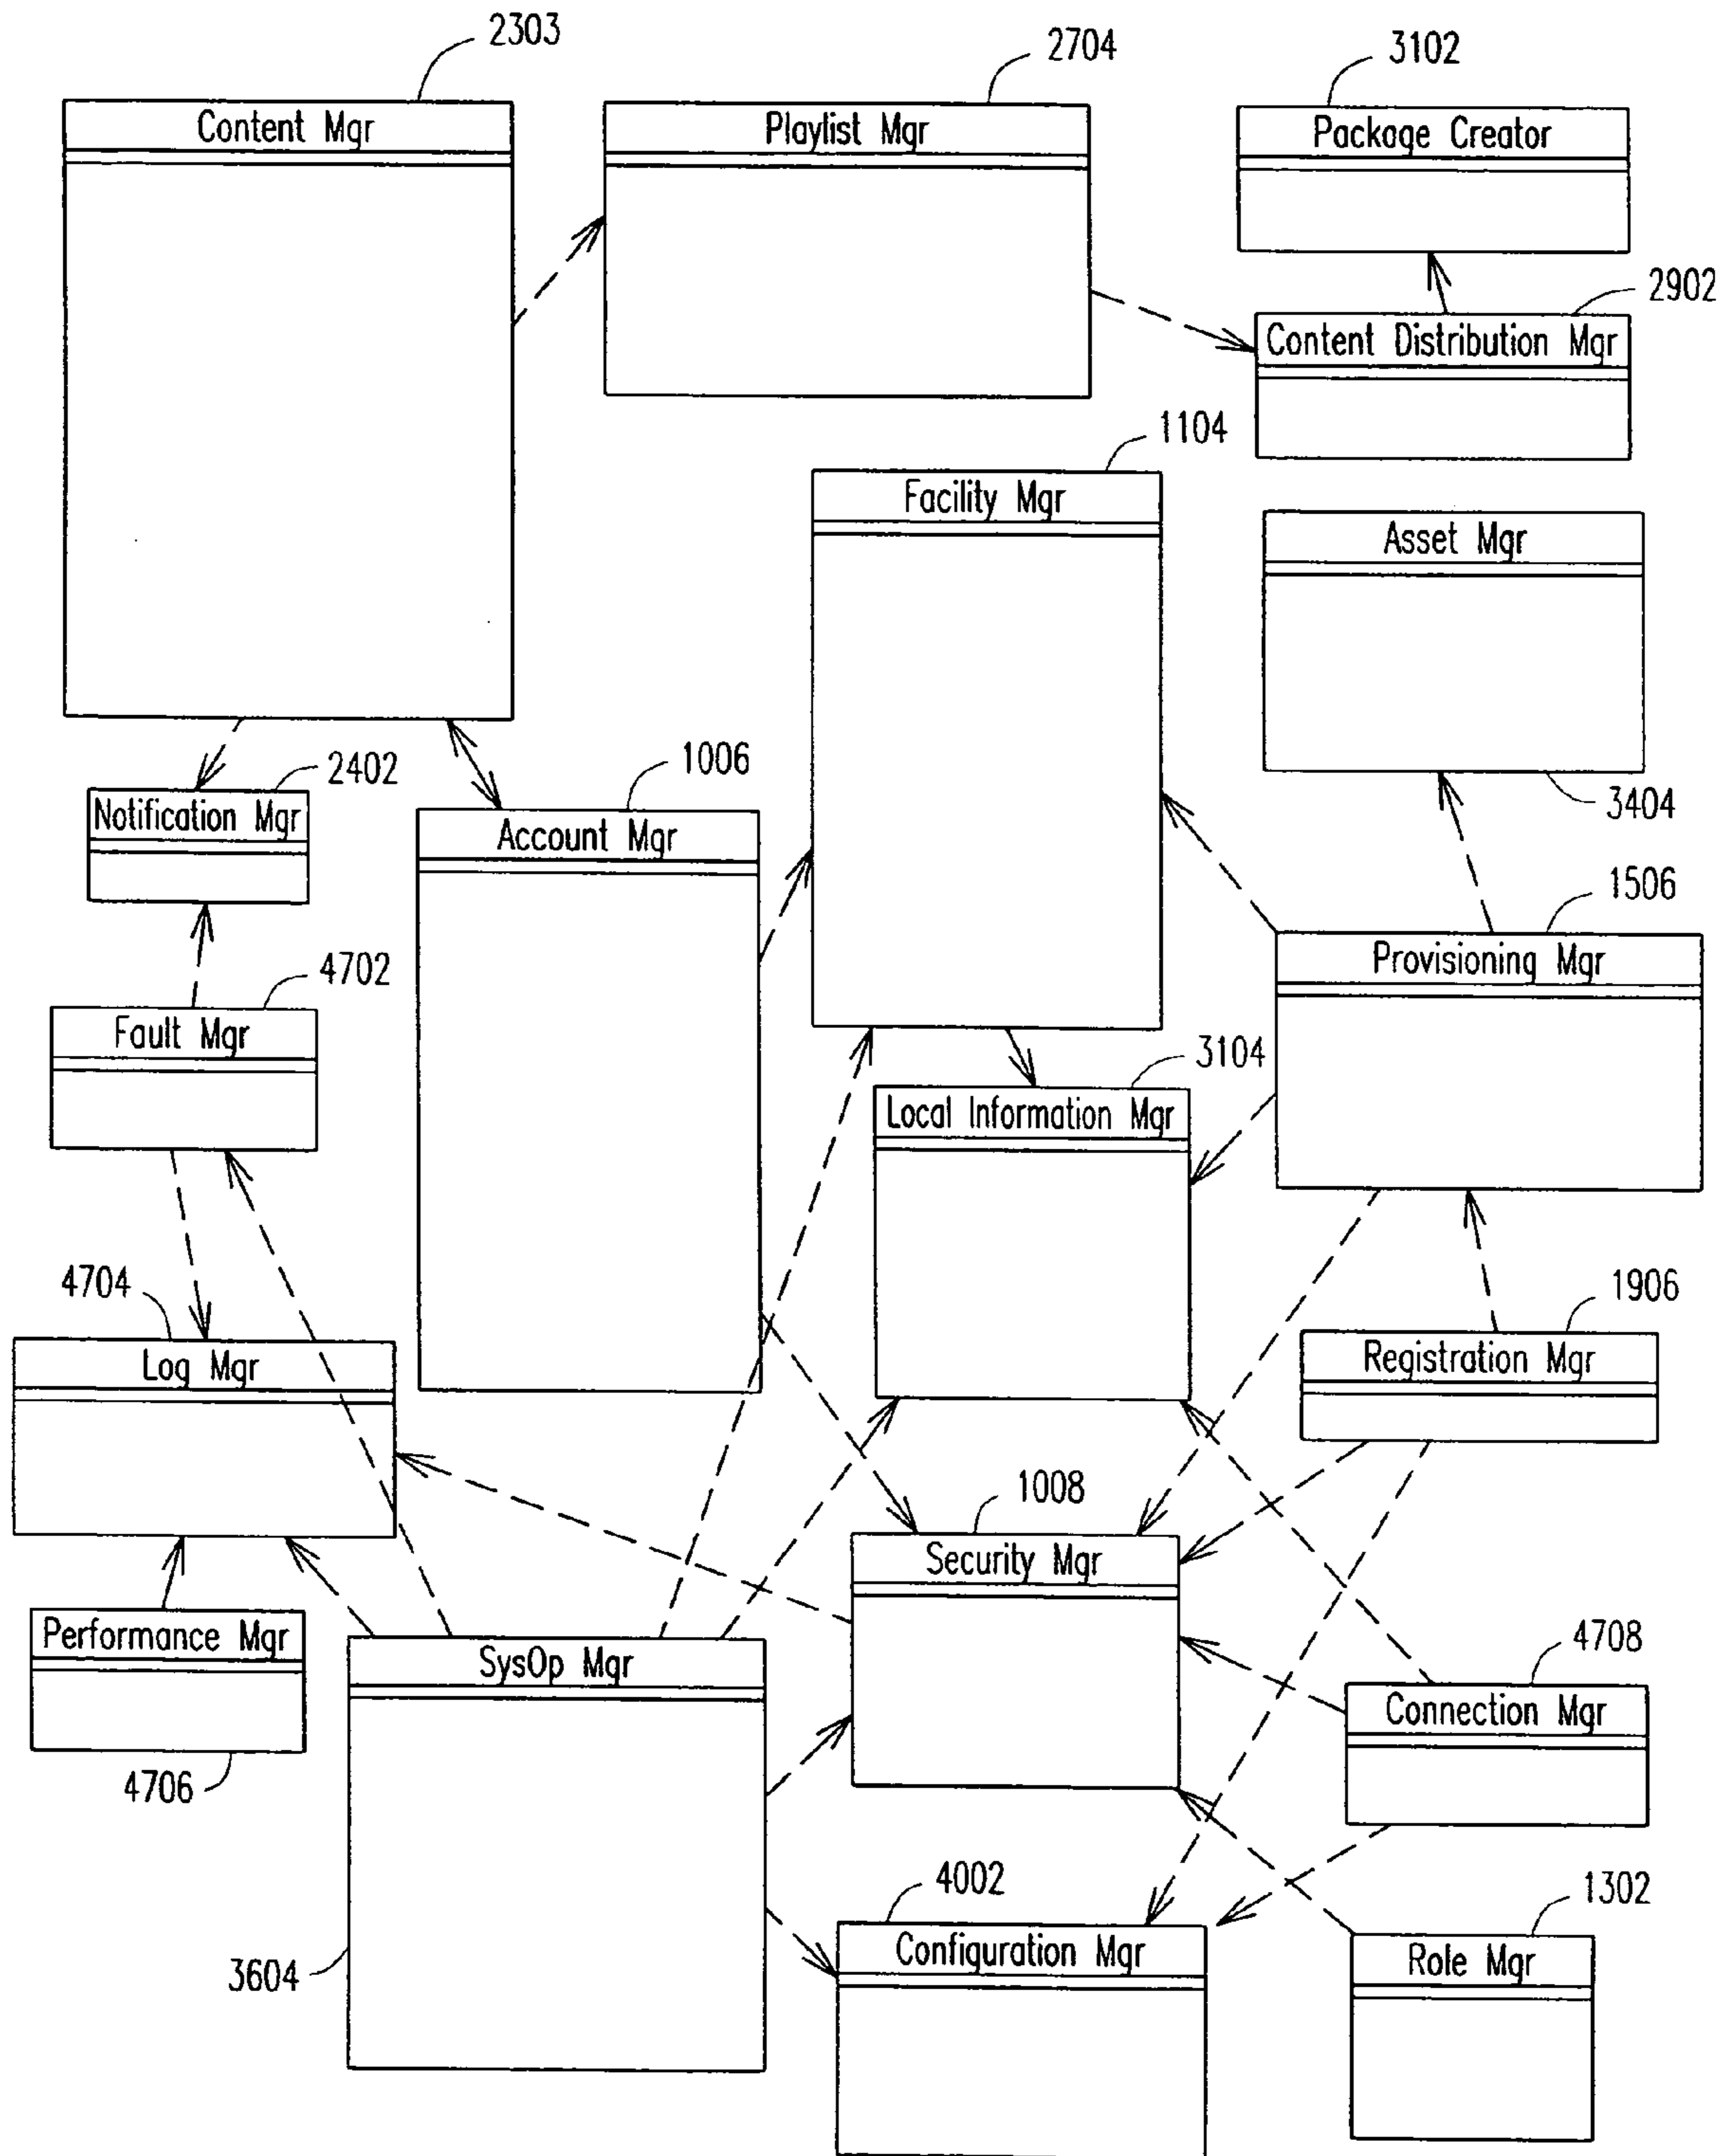 2303
2704
3102
Content Mgr
Playlist Mgr
Package Creator
2902
Content Distribution Mgr
1104
Facility Mgr
Asset Mgr
3404
2402
Notification Mgr
1006
Account Mgr
1506
Provisioning Mgr
4702
Fault Mgr
3104
Local Information Mgr
4704
Log Mgr
1906
Registration Mgr
1008
Security Mgr
Performance Mgr
4706
SysOp Mgr
3604
4708
Connection Mgr
4002
Configuration Mgr
1302
Role Mgr